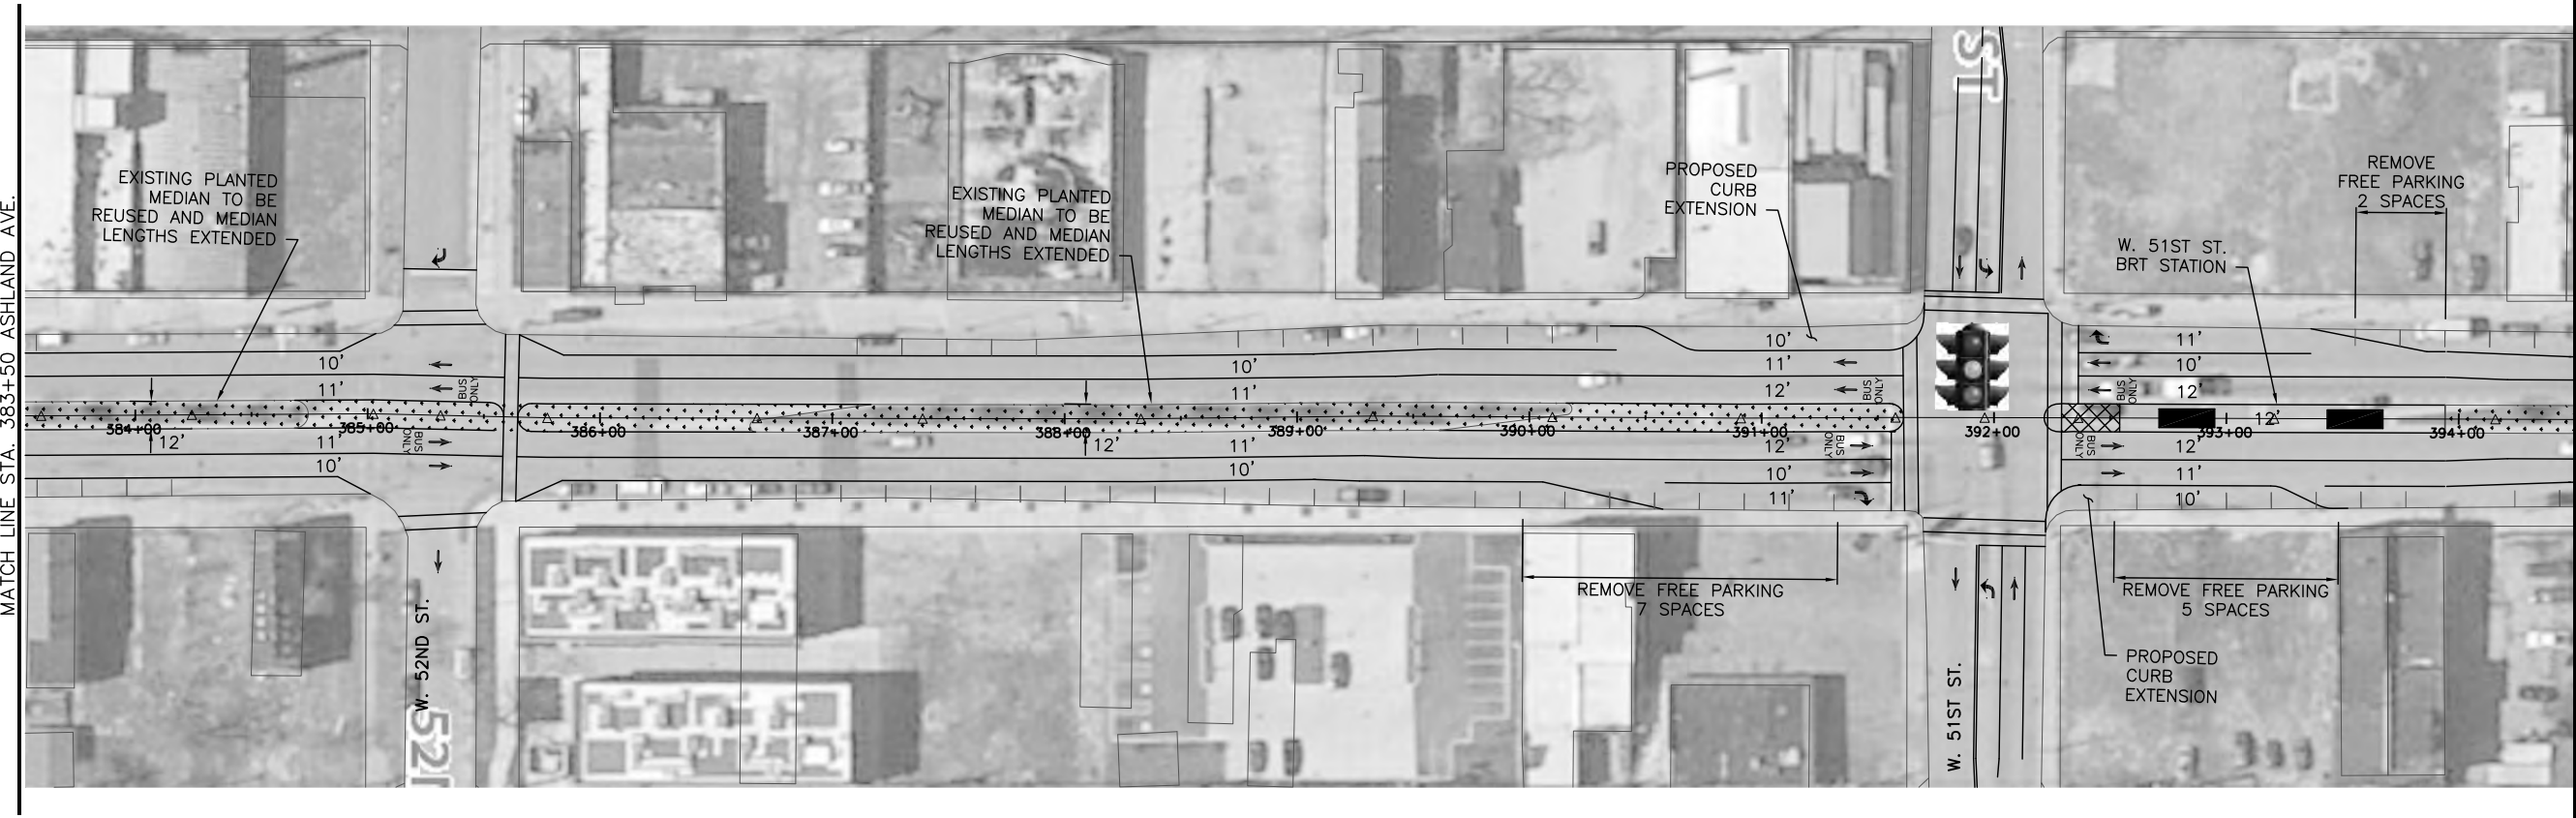 MATCH LINE STA. 383+50 ASHLAND AVE.
EXISTING PLANTED
MEDIAN TO BE
REUSED AND MEDIAN
LENGTHS EXTENDED
EXISTING PLANTED
MEDIAN TO BE
REUSED AND MEDIAN
LENGTHS EXTENDED
PROPOSED
CURB
EXTENSION
ST
W. 51ST ST.
BRT STATION
REMOVE
FREE PARKING
2 SPACES
10'
11'
BUS
ONLY
384+00
385+00
12'
11'
BUS
ONLY
10'
10'
11'
386+00
387+00
388+00
389+00
390+00
391+00
12'
11'
10'
10'
11'
12'
BUS
ONLY
12'
BUS
ONLY
10'
11'
392+00
11'
10'
12'
BUS
ONLY
12'
393+00
394+00
BUS
ONLY
12'
11'
10'
W. 52ND ST.
52
REMOVE FREE PARKING
7 SPACES
W. 51ST ST.
REMOVE FREE PARKING
5 SPACES
PROPOSED
CURB
EXTENSION